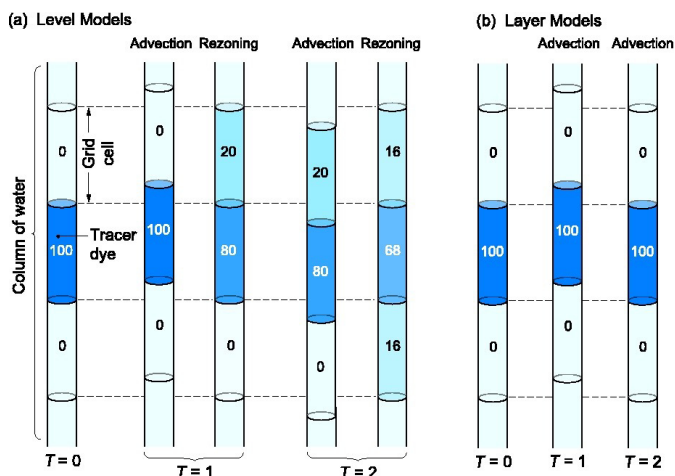 (a) Level Models
Advection Rezoning Advection Rezoning
Column of water
Grid
cell
0
100
0
Tracer
dye
0
100
0
20
80
0
20
80
0
16
68
16
T = 0
T = 1
T = 2
(b) Layer Models
Advection Advection
0
100
0
0
100
0
0
100
0
T = 0 T = 1 T = 2